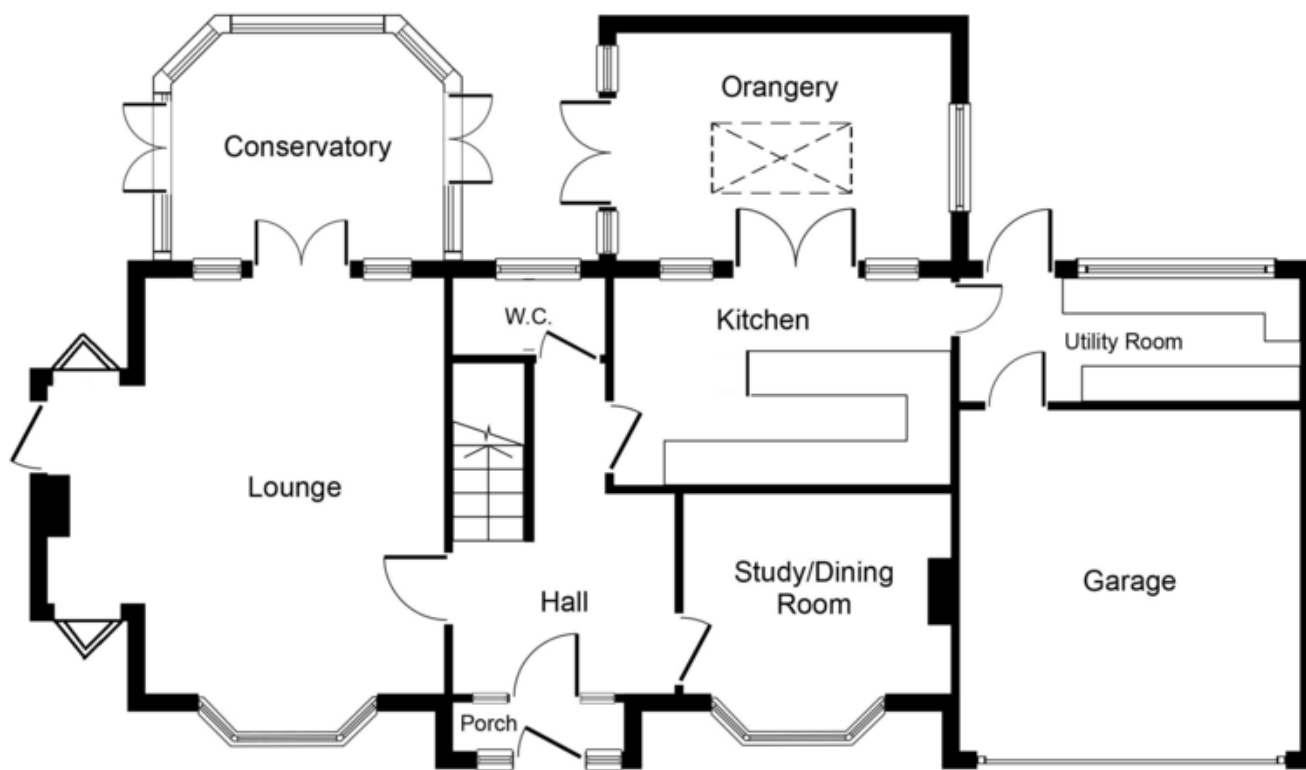 Orangery
Conservatory
W.C.
Kitchen
Utility Room
Lounge
Study/Dining
Room
Garage
Hall
Porch